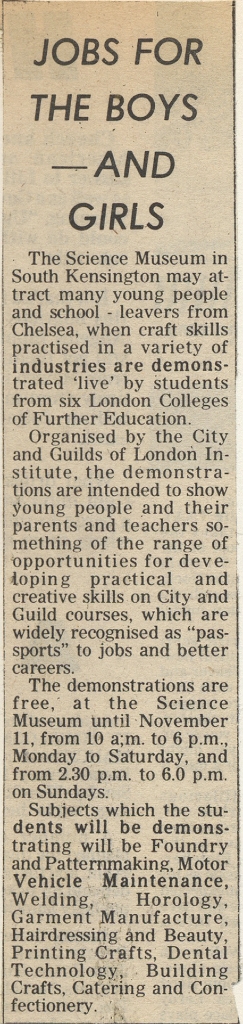 JOBS FOR
THE BOYS
—AND
GIRLS
The Science Museum in
South Kensington may at-
tract many young people
and school - leavers from
Chelsea, when craft skills
practised in a variety of
industries are demons-
trated 'live' by students
from six London Colleges
of Further Education.
Organised by the City
and Guilds of London In-
stitute, the demonstra-
tions are intended to show
young people and their
parents and teachers so-
mething of the range of
opportunities for deve-
loping practical and
creative skills on City and
Guild courses, which are
widely recognised as "pas-
sports" to jobs and better
careers.
The demonstrations are
free, at the Science
Museum until November
11, from 10 a;m. to 6 p.m.,
Monday to Saturday, and
from 2.30 p.m. to 6.0 p.m.
on Sundays.
Subjects which the stu-
dents will be demons-
trating will be Foundry
and Patternmaking, Motor
Vehicle Maintenance,
Welding, Horology,
Garment Manufacture,
Hairdressing and Beauty,
Printing Crafts, Dental
Technology, Building
Crafts, Catering and Con-
fectionery.